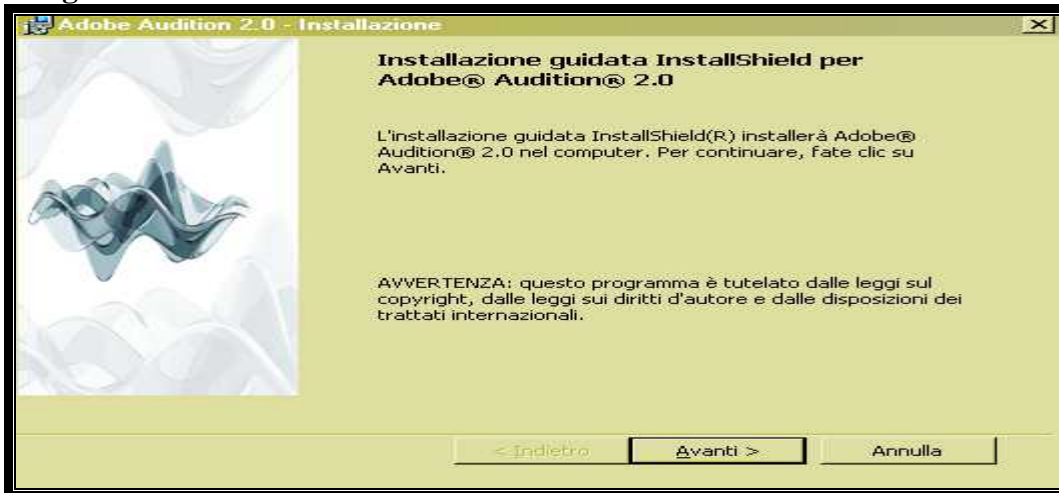 Adobe Audition 2.0 - Installazione
Installazione guidata InstallShield per
Adobe® Audition® 2.0
L'installazione guidata InstallShield(R) installerà Adobe®
Audition® 2.0 nel computer. Per continuare, fate clic su
Avanti.
AVVERTENZA: questo programma è tutelato dalle leggi sul
copyright, dalle leggi sui diritti d'autore e dalle disposizioni dei
trattati internazionali.
< Indietro Avanti > Annulla